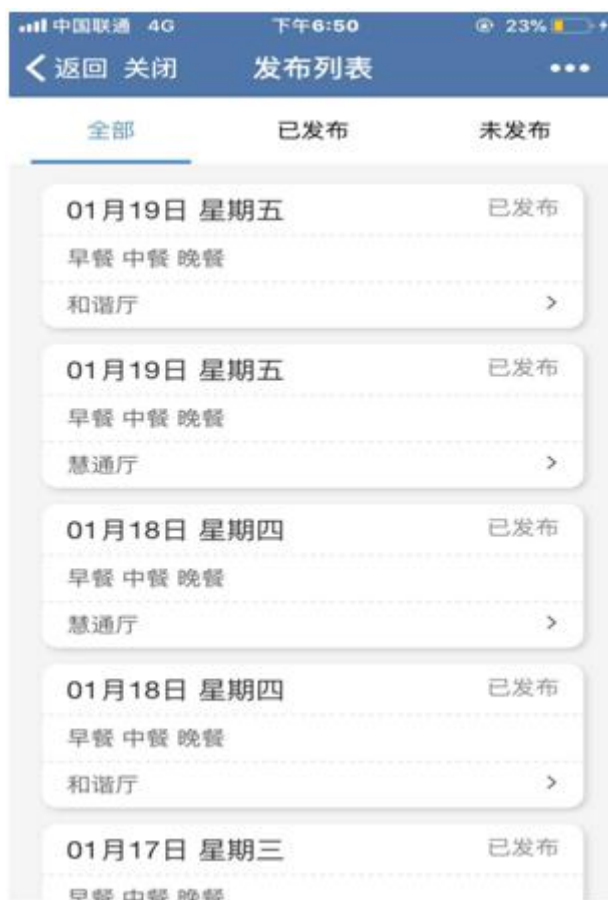 中国联通 4G 下午6:50 23%
返回 关闭 发布列表
全部 已发布 未发布
01月19日 星期五 已发布
早餐 中餐 晚餐
和谐厅
01月19日 星期五 已发布
早餐 中餐 晚餐
慧通厅
01月18日 星期四 已发布
早餐 中餐 晚餐
慧通厅
01月18日 星期四 已发布
早餐 中餐 晚餐
和谐厅
01月17日 星期三 已发布
早餐 中餐 晚餐